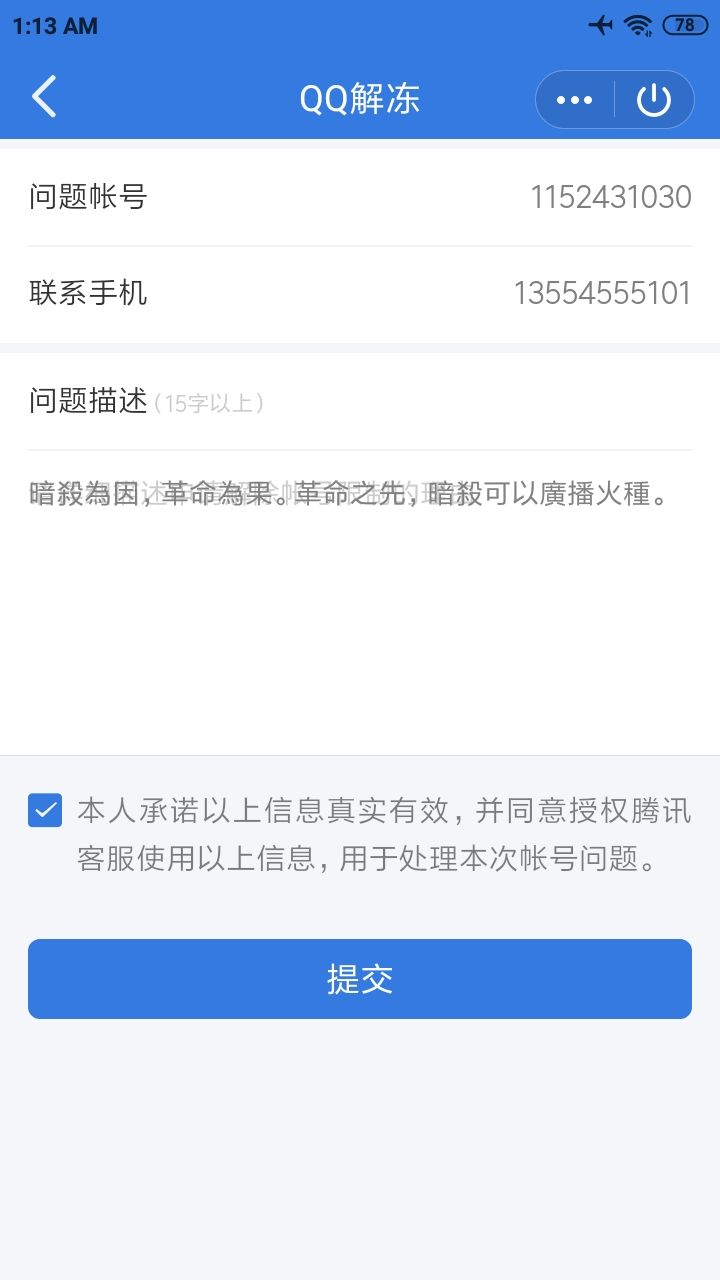 1:13 AM
78
QQ解冻
问题帐号
1152431030
联系手机
13554555101
问题描述（15字以上）
暗殺為因，革命為果。革命之先，暗殺可以廣播火種。
本人承诺以上信息真实有效，并同意授权腾讯
客服使用以上信息，用于处理本次帐号问题。
提交